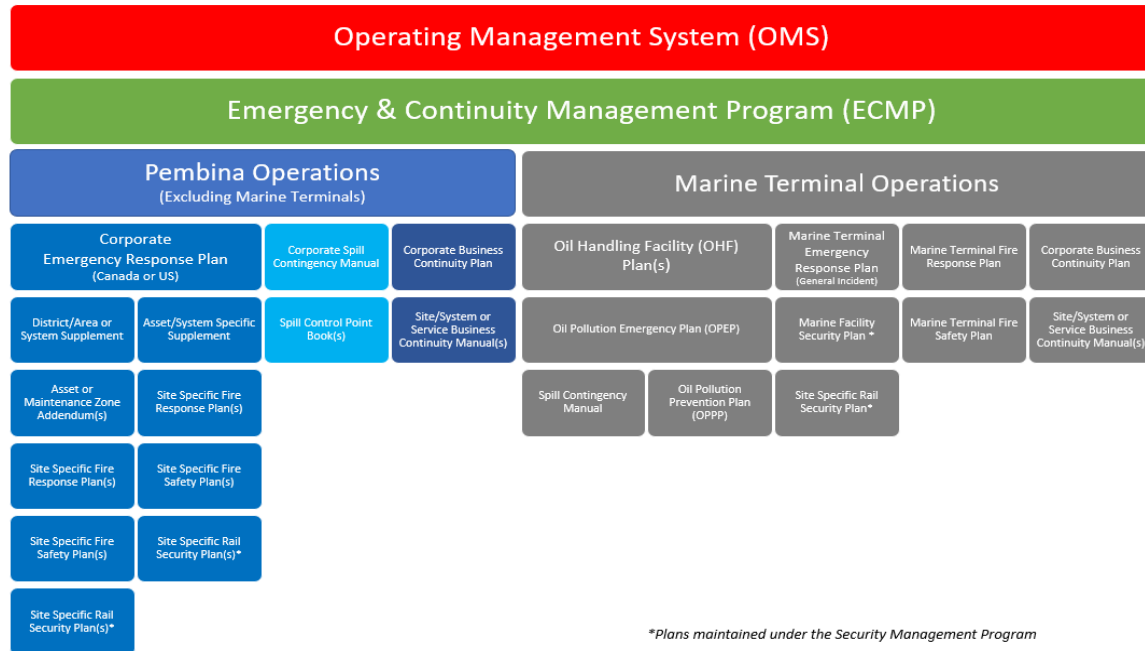 Operating Management System (OMS)
Emergency & Continuity Management Program (ECMP)
Pembina Operations
(Excluding Marine Terminals)
Marine Terminal Operations
Corporate
Emergency Response Plan
(Canada or US)
Corporate Spill
Contingency Manual
Corporate Business
Continuity Plan
Oil Handling Facility (OHF)
Plan(s)
Marine Terminal
Emergency
Response Plan
(General Incident)
Marine Terminal Fire
Response Plan
Corporate Business
Continuity Plan
District/Area or
System Supplement
Asset/System Specific
Supplement
Spill Control Point
Book(s)
Site/System or
Service Business
Continuity Manual(s)
Oil Pollution Emergency Plan (OPEP)
Marine Facility
Security Plan *
Marine Terminal Fire
Safety Plan
Site/System or
Service Business
Continuity Manual(s)
Asset or
Maintenance Zone
Addendum(s)
Site Specific Fire
Response Plan(s)
Spill Contingency
Manual
Oil Pollution
Prevention Plan
(OPPP)
Site Specific Rail
Security Plan*
Site Specific Fire
Response Plan(s)
Site Specific Fire
Safety Plan(s)
Site Specific Fire
Safety Plan(s)
Site Specific Rail
Security Plan(s)*
Site Specific Rail
Security Plan(s)*
*Plans maintained under the Security Management Program